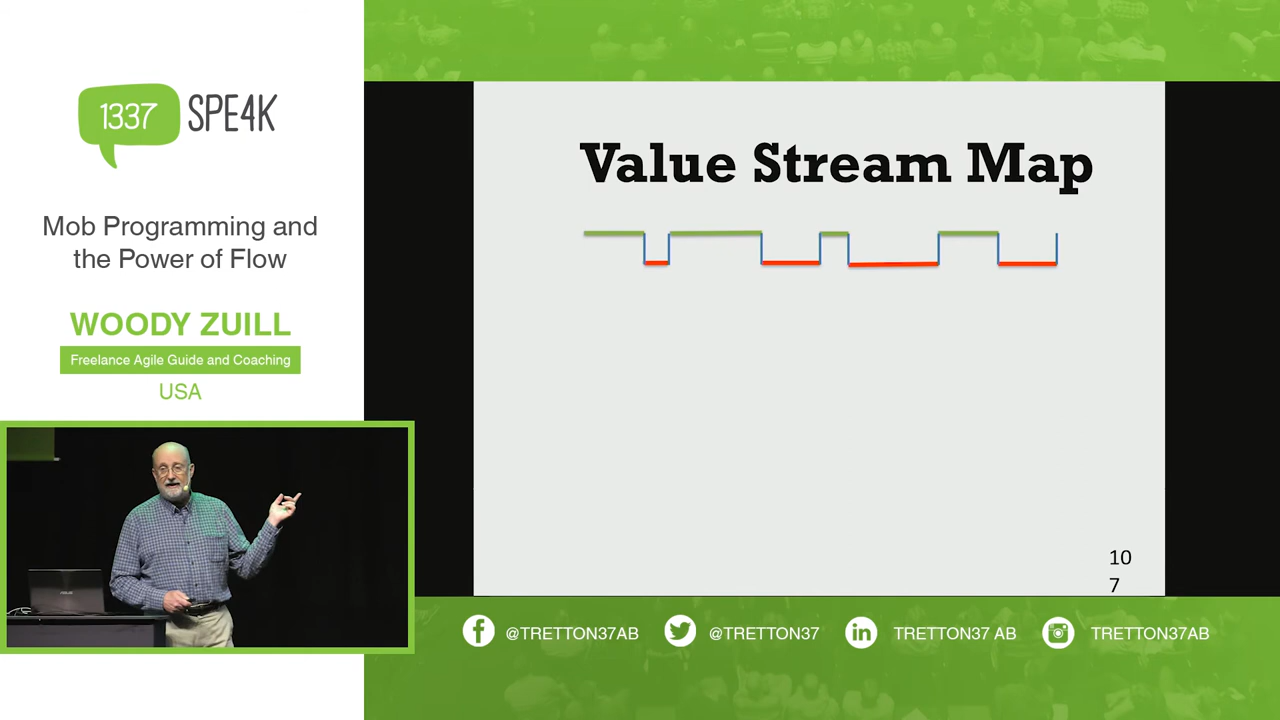 1337
SPE4K
Mob Programming and
the Power of Flow
WOODY ZUILL
Freelance Agile Guide and Coaching
USA
Value Stream Map
10
7
@TRETTON37AB
@TRETTON37
TRETTON37 AB
TRETTON37AB